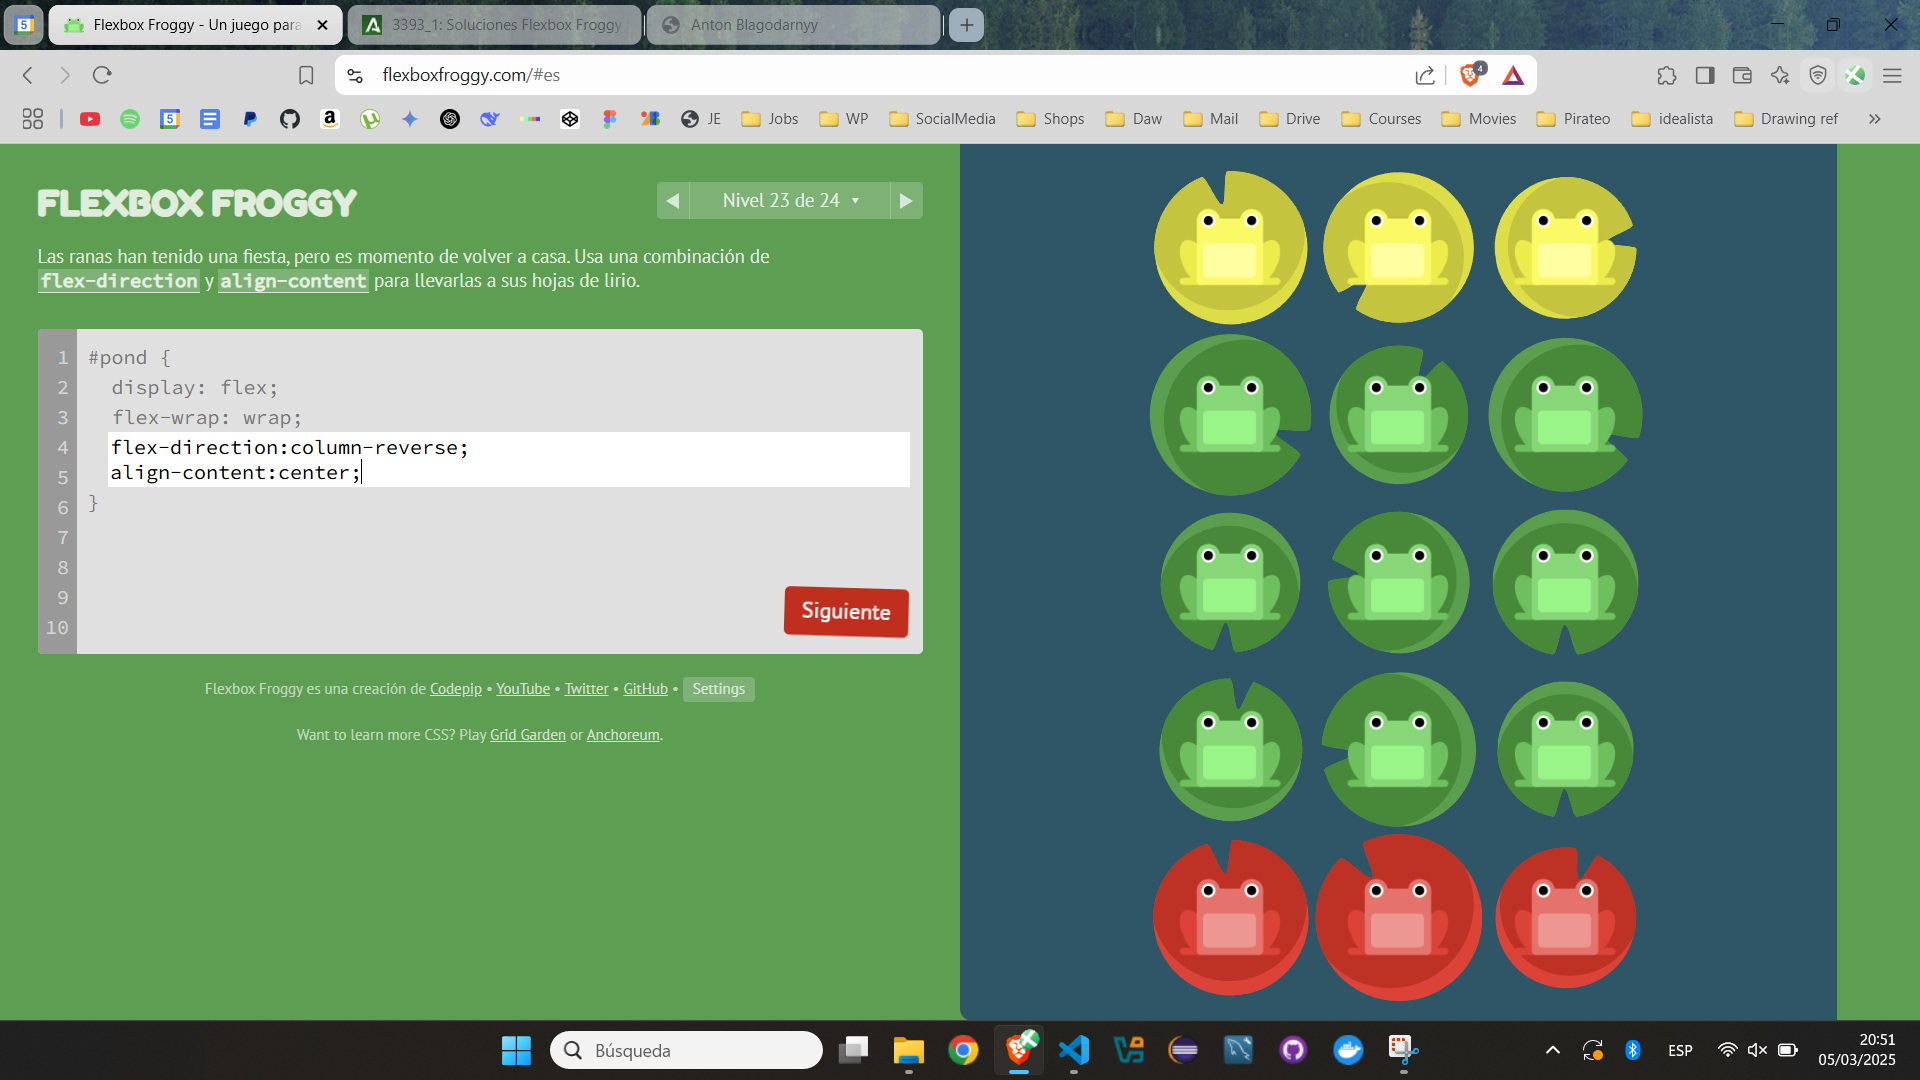 5
Flexbox Froggy - Un juego para
3393_1: Soluciones Flexbox Froggy
Anton Blagodarnyy
flexboxfroggy.com/#es
4
5
JE
Jobs
WP
SocialMedia
Shops
Daw
Mail
Drive
Courses
Movies
Pirateo
idealista
Drawing ref
FLEXBOX FROGGY
Nivel 23 de 24
Las ranas han tenido una fiesta, pero es momento de volver a casa. Usa una combinación de
flex-direction y align-content para llevarlas a sus hojas de lirio.
1 #pond {
2 display: flex;
3 flex-wrap: wrap;
4 flex-direction:column-reverse;
5 align-content:center;
6 }
7
8
9
10
Siguiente
Flexbox Froggy es una creación de Codepip • YouTube • Twitter • GitHub • Settings
Want to learn more CSS? Play Grid Garden or Anchoreum.
Búsqueda
ESP
20:51
05/03/2025